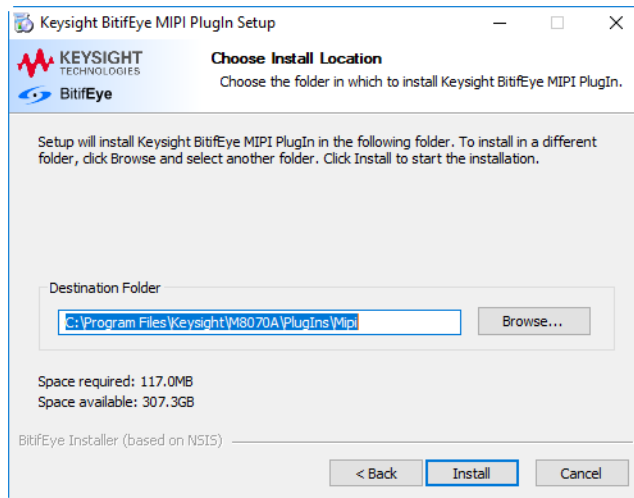 Keysight BitifEye MIPI PlugIn Setup
KEYSIGHT
TECHNOLOGIES
BitifEye
Choose Install Location
Choose the folder in which to install Keysight BitifEye MIPI PlugIn.
Setup will install Keysight BitifEye MIPI PlugIn in the following folder. To install in a different
folder, click Browse and select another folder. Click Install to start the installation.
Destination Folder
C:\Program Files\Keysight\M8070A\PlugIns\Mipi
Browse...
Space required: 117.0MB
Space available: 307.3GB
BitifEye Installer (based on NSIS)
< Back
Install
Cancel